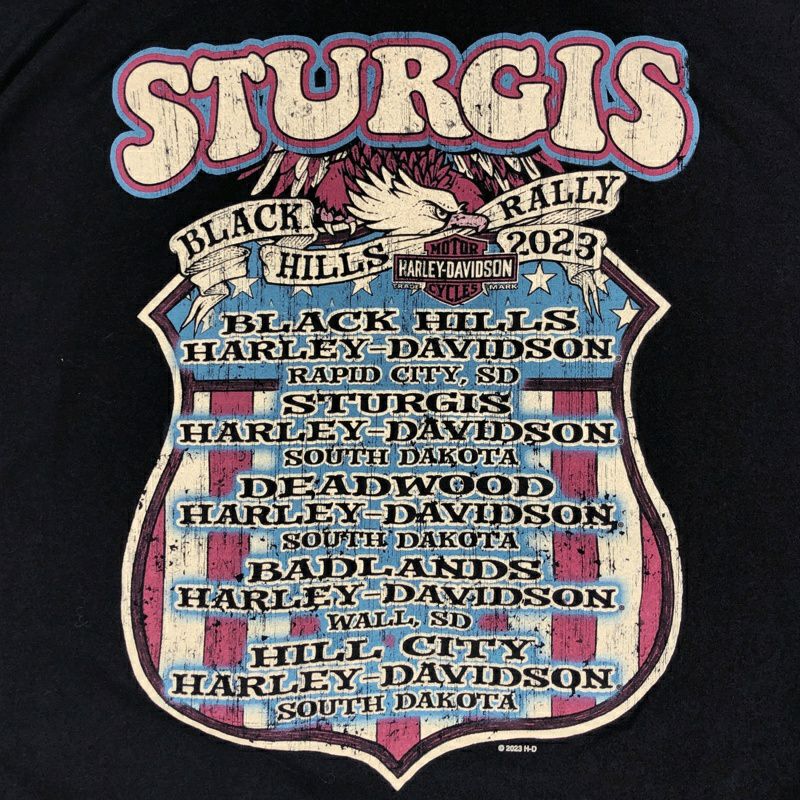 STURGIS
BLACK HILLS RALLY 2023
MOTOR
HARLEY-DAVIDSON
CYCLES
TRADE MARK
BLACK HILLS
HARLEY-DAVIDSON®
RAPID CITY, SD
STURGIS
HARLEY-DAVIDSON®
SOUTH DAKOTA
DEADWOOD
HARLEY-DAVIDSON®
SOUTH DAKOTA
BADLANDS
HARLEY-DAVIDSON®
WALL, SD
HILL CITY
HARLEY-DAVIDSON®
SOUTH DAKOTA
© 2023 H-D